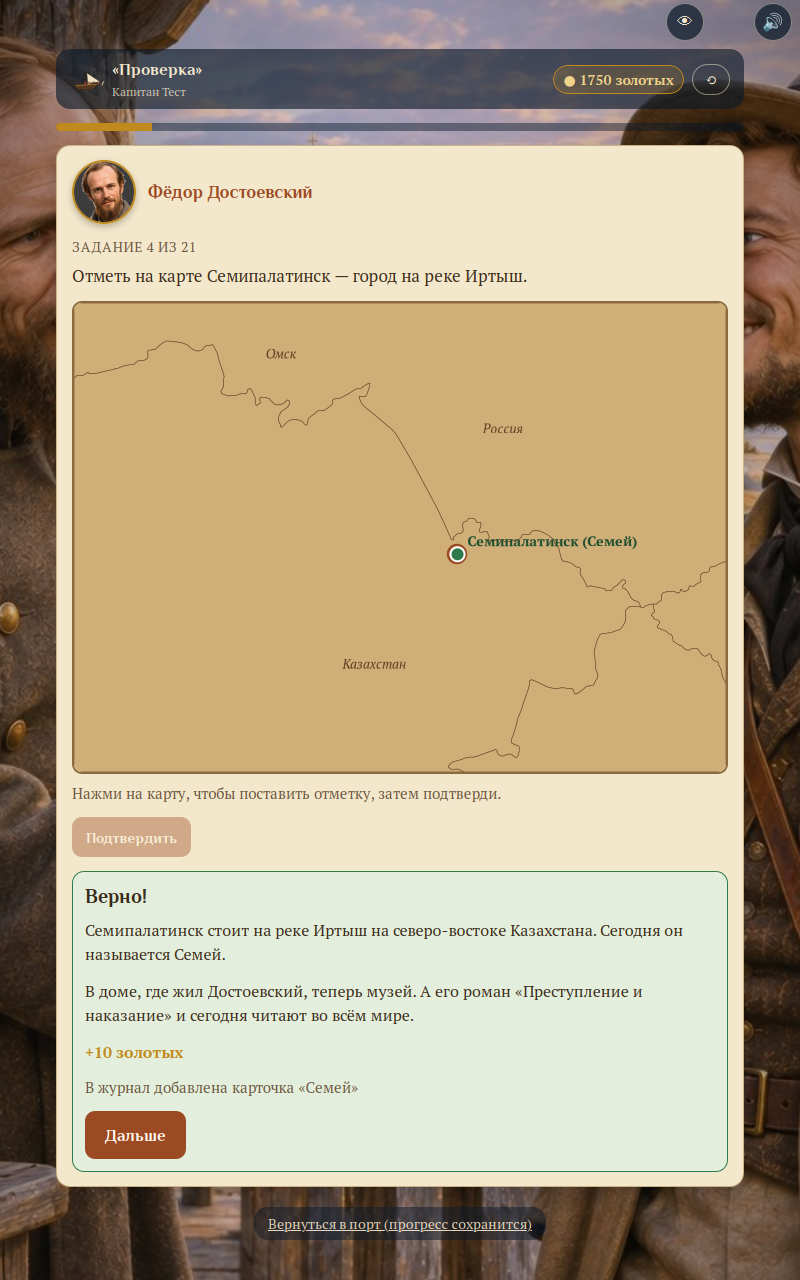 «Проверка»
Капитан Тест
1750 золотых
Фёдор Достоевский
ЗАДАНИЕ 4 ИЗ 21
Отметь на карте Семипалатинск — город на реке Иртыш.
Омск
Россия
Семипалатинск (Семей)
Казахстан
Нажми на карту, чтобы поставить отметку, затем подтверди.
Подтвердить
Верно!
Семипалатинск стоит на реке Иртыш на северо-востоке Казахстана. Сегодня он
называется Семей.
В доме, где жил Достоевский, теперь музей. А его роман «Преступление и
наказание» и сегодня читают во всём мире.
+10 золотых
В журнал добавлена карточка «Семей»
Дальше
Вернуться в порт (прогресс сохранится)